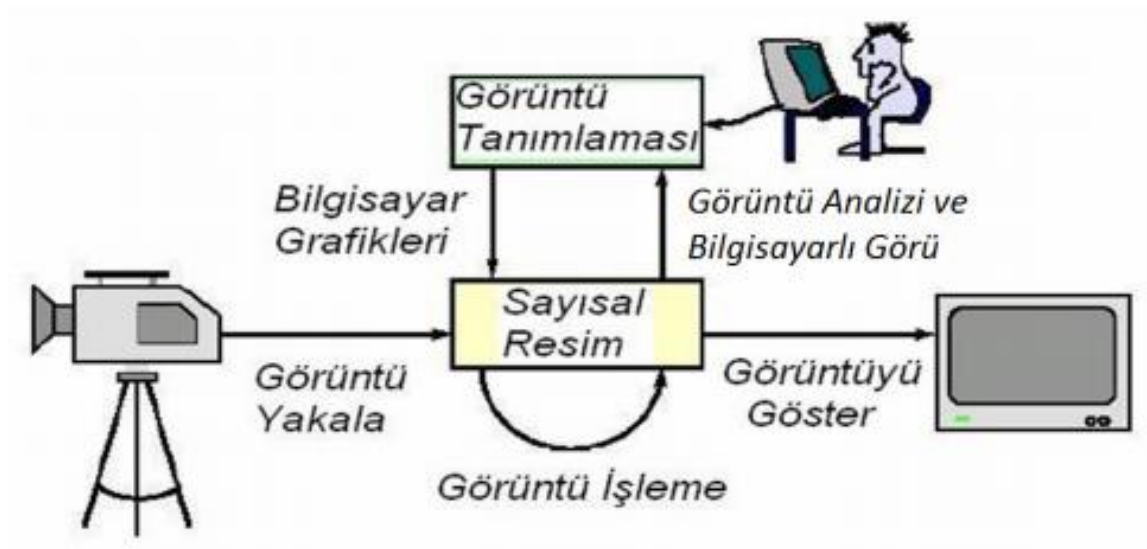 Görüntü
Tanımlaması
Bilgisayar
Grafikleri
Görüntü Analizi ve
Bilgisayarlı Görü
Sayısal
Resim
Görüntü
Yakala
Görüntüyü
Göster
Görüntü İşleme